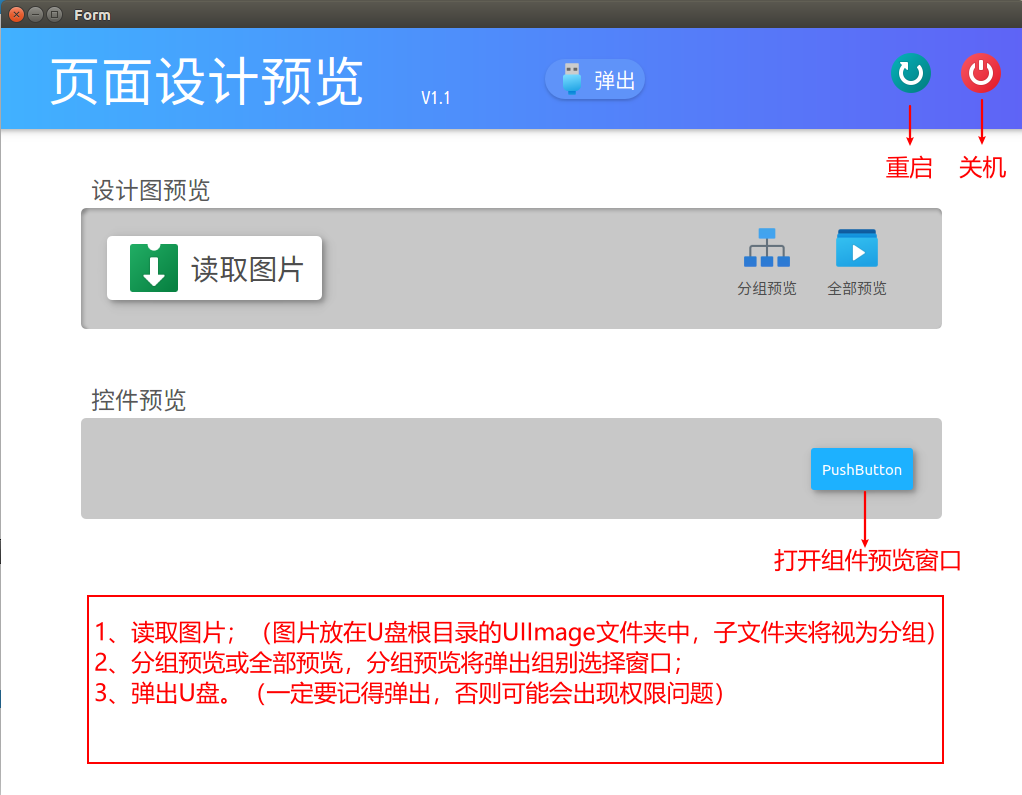 Form
页面设计预览
V1.1
弹出
重启
关机
设计图预览
读取图片
分组预览
全部预览
控件预览
PushButton
打开组件预览窗口
1、读取图片；（图片放在U盘根目录的UIImage文件夹中，子文件夹将视为分组）
2、分组预览或全部预览，分组预览将弹出组别选择窗口；
3、弹出U盘。（一定要记得弹出，否则可能会出现权限问题）